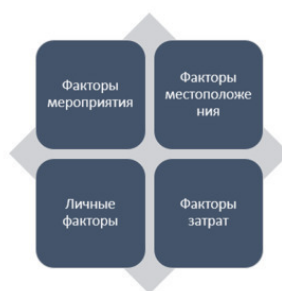 Факторы
мероприятия
Факторы
местоположе
ния
Личные
факторы
Факторы
затрат